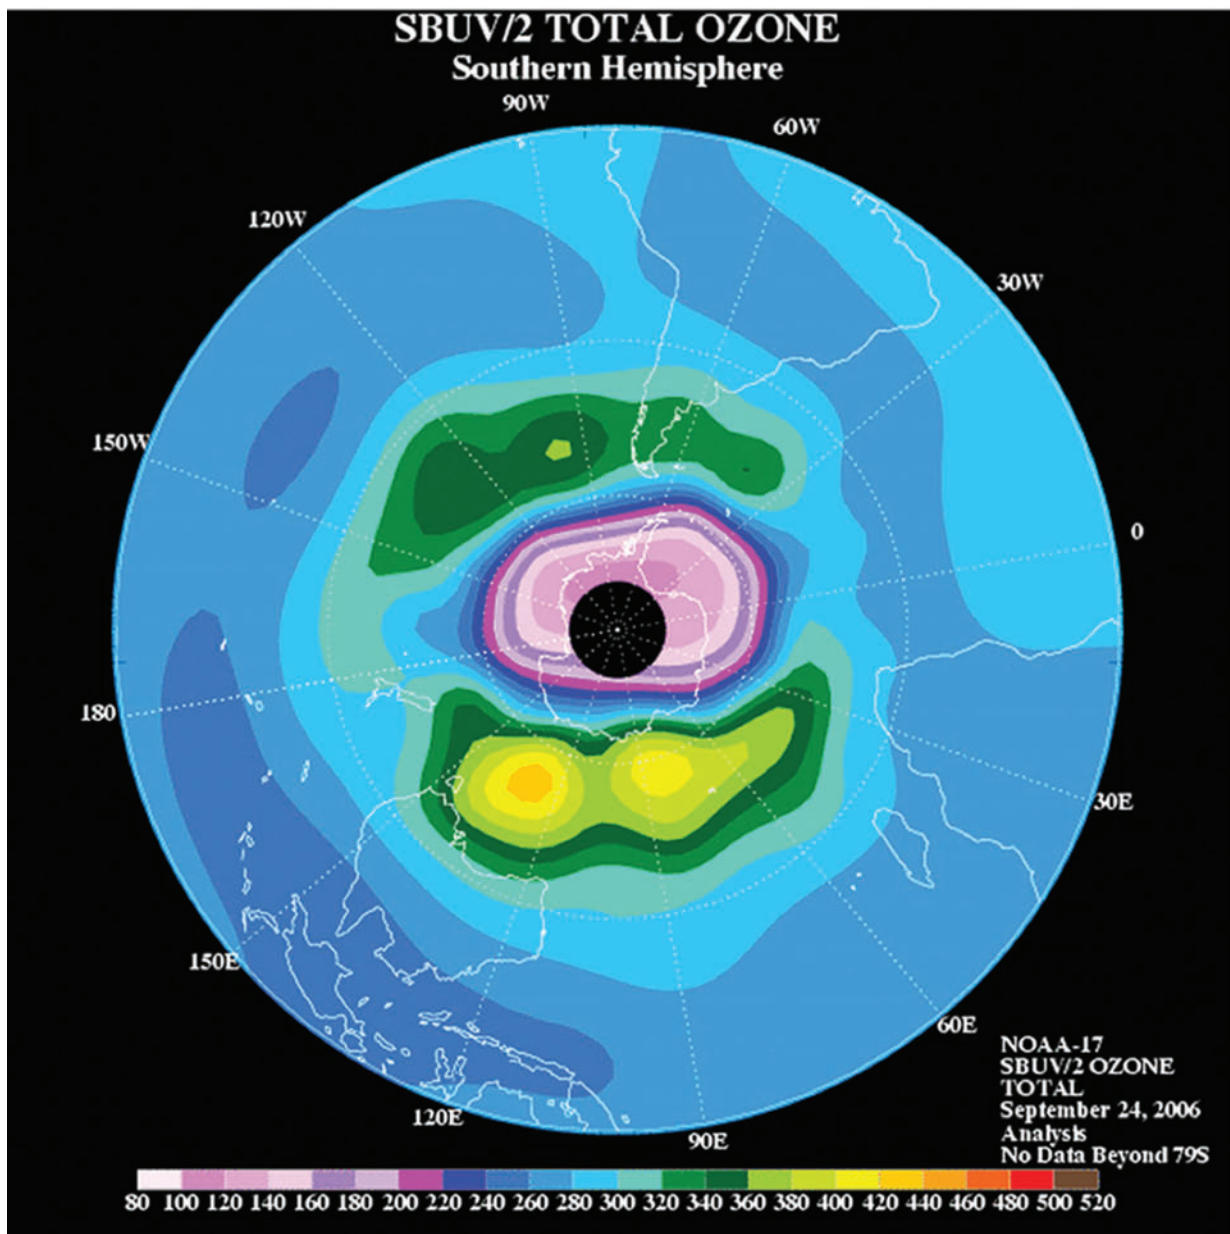 SBUV/2 TOTAL OZONE
Southern Hemisphere
90W
60W
120W
30W
150W
0
180
30E
150E
60E
120E
90E
NOAA-17
SBUV/2 OZONE
TOTAL
September 24, 2006
Analysis
No Data Beyond 79S
80 100 120 140 160 180 200 220 240 260 280 300 320 340 360 380 400 420 440 460 480 500 520